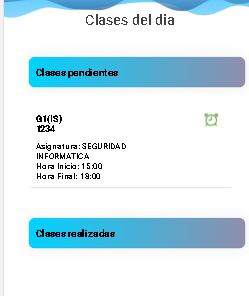 Clases del dia
Clases pendientes
G1(IS)
1234
Asignatura: SEGURIDAD
INFORMATICA
Hora Inicio: 15:00
Hora Final: 18:00
Clases realizadas